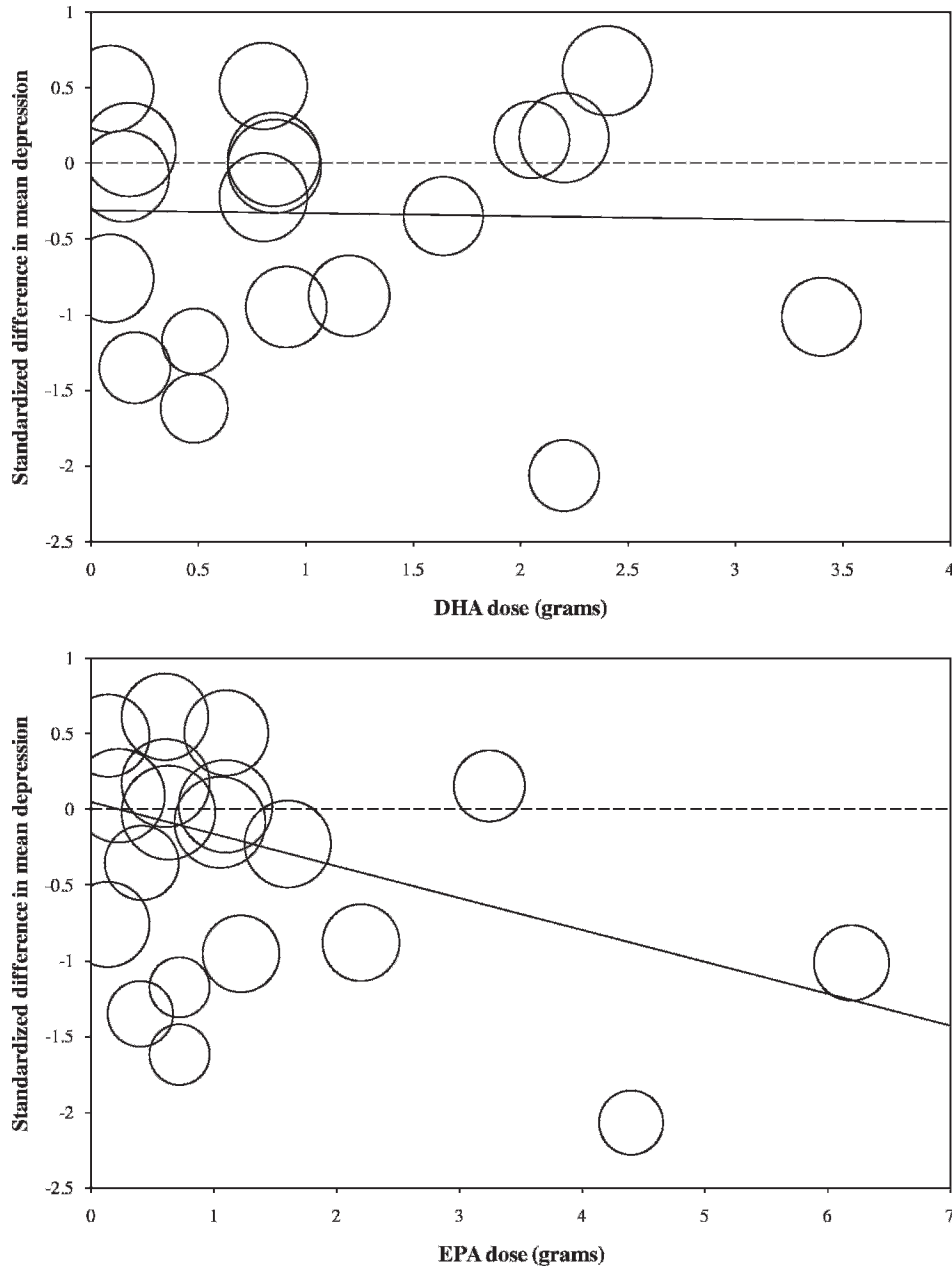 Standardized difference in mean depression
1
0.5
0
-0.5
-1
-1.5
-2
-2.5
0 0.5 1 1.5 2 2.5 3 3.5 4
DHA dose (grams)
Standardized difference in mean depression
1
0.5
0
-0.5
-1
-1.5
-2
-2.5
0 1 2 3 4 5 6 7
EPA dose (grams)